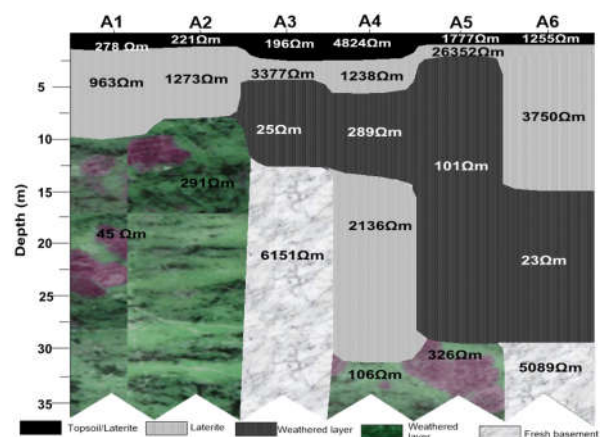 A1 A2 A3 A4 A5 A6
278 Ωm 221Ωm 196Ωm 4824Ωm 1777Ωm 1255Ωm
26352Ωm
963Ωm 1273Ωm 3377Ωm 1238Ωm
5
3750Ωm
10
25Ωm 289Ωm
101Ωm
15
291Ωm
Depth (m)
20
45 Ωm 6151Ωm 2136Ωm
23Ωm
25
30
326Ωm
106Ωm 5089Ωm
35
Topsoil/Laterite Laterite Weathered layer Weathered layer Fresh basement